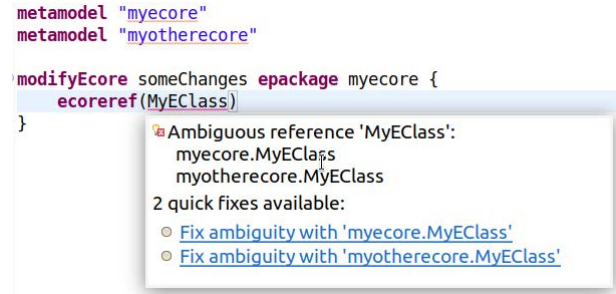 metamodel "myecore"
metamodel "myotherecore"
modifyEcore someChanges epackage myecore {
ecoreref(MyEClass)
}
Ambiguous reference 'MyEClass':
myecore.MyEClass
myotherecore.MyEClass
2 quick fixes available:
Fix ambiguity with 'myecore.MyEClass'
Fix ambiguity with 'myotherecore.MyEClass'